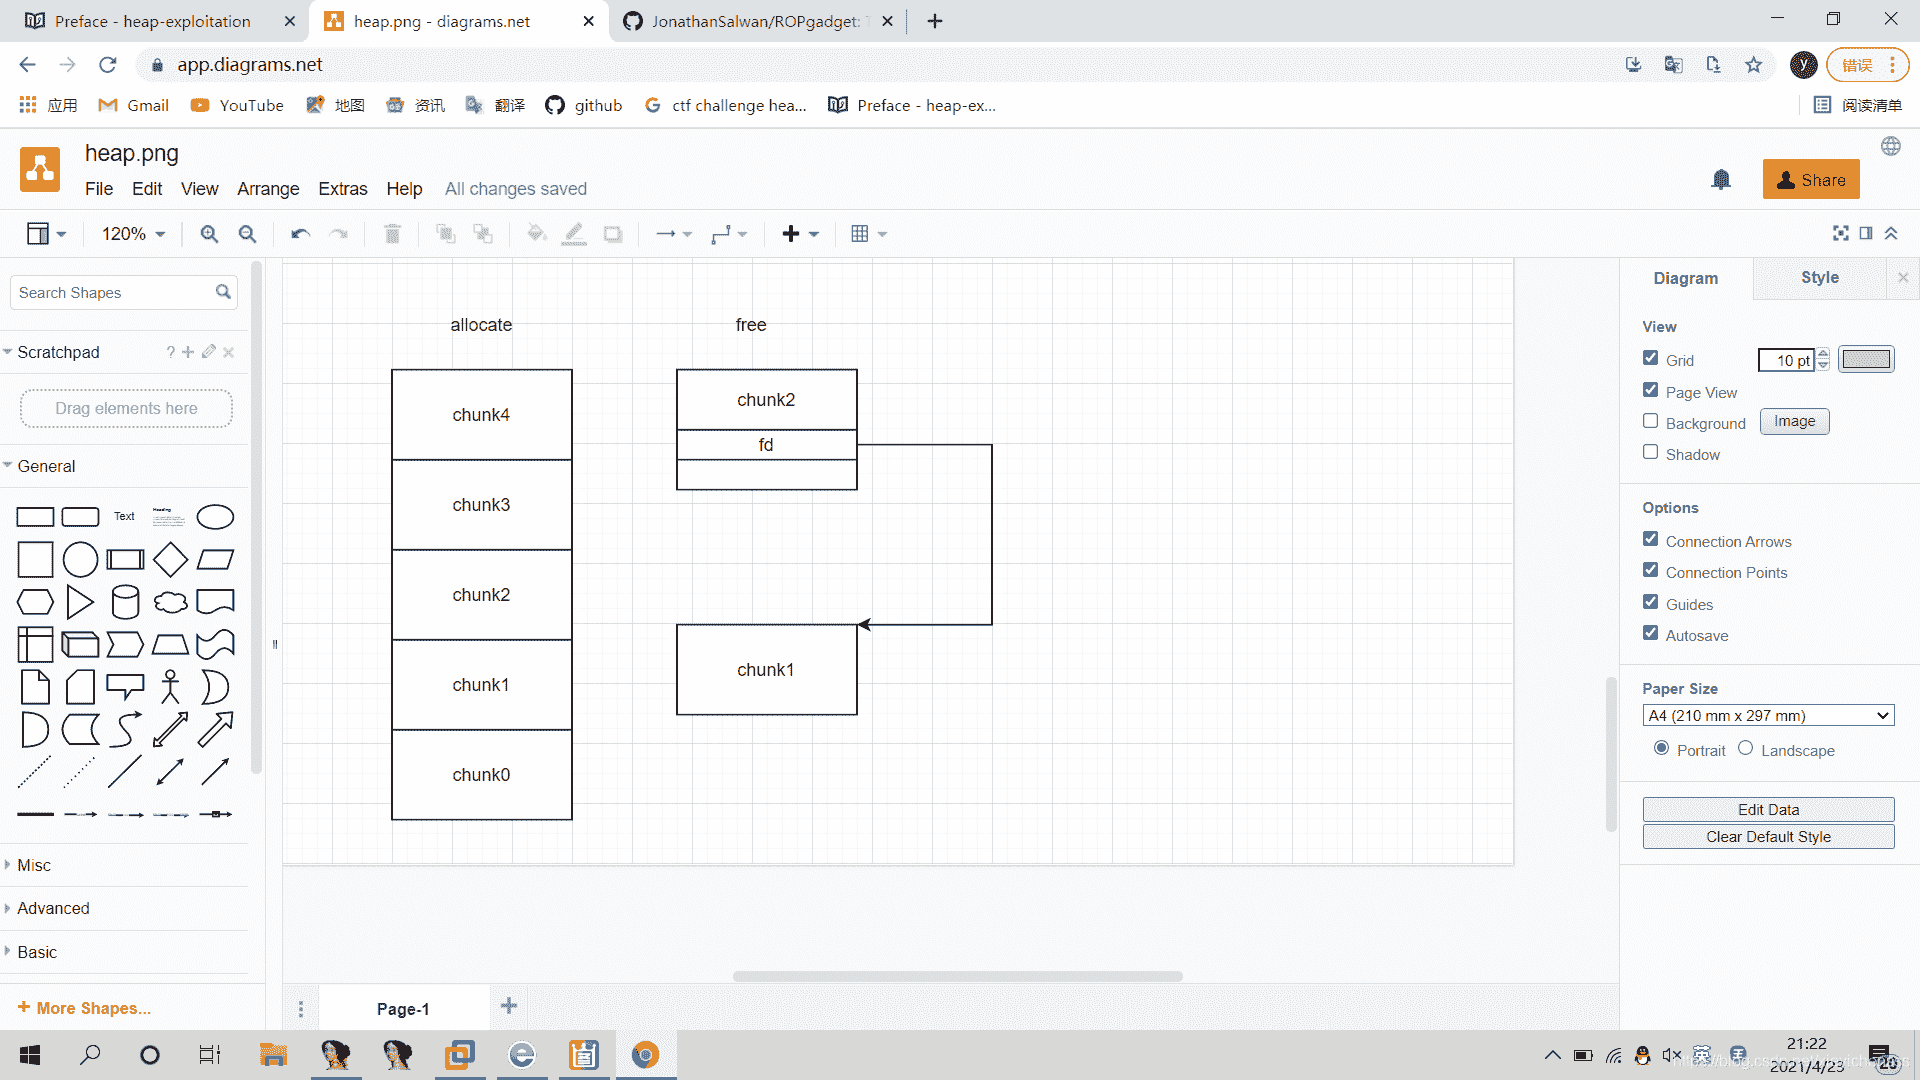 Preface - heap-exploitation
heap.png - diagrams.net
JonathanSalwan/ROPgadget: T
app.diagrams.net
y
错误
应用
Gmail
YouTube
地图
资讯
翻译
github
ctf challenge hea...
Preface - heap-ex...
阅读清单
heap.png
File Edit View Arrange Extras Help All changes saved
Share
120%
Search Shapes
Scratchpad
?
Drag elements here
General
Text
Heading
Misc
Advanced
Basic
+ More Shapes...
allocate
chunk4
chunk3
chunk2
chunk1
chunk0
free
chunk2
fd
chunk1
Page-1
Diagram
Style
View
Grid
10 pt
Page View
Background
Image
Shadow
Options
Connection Arrows
Connection Points
Guides
Autosave
Paper Size
A4 (210 mm x 297 mm)
Portrait
Landscape
Edit Data
Clear Default Style
英
21:22
2021/4/23
20